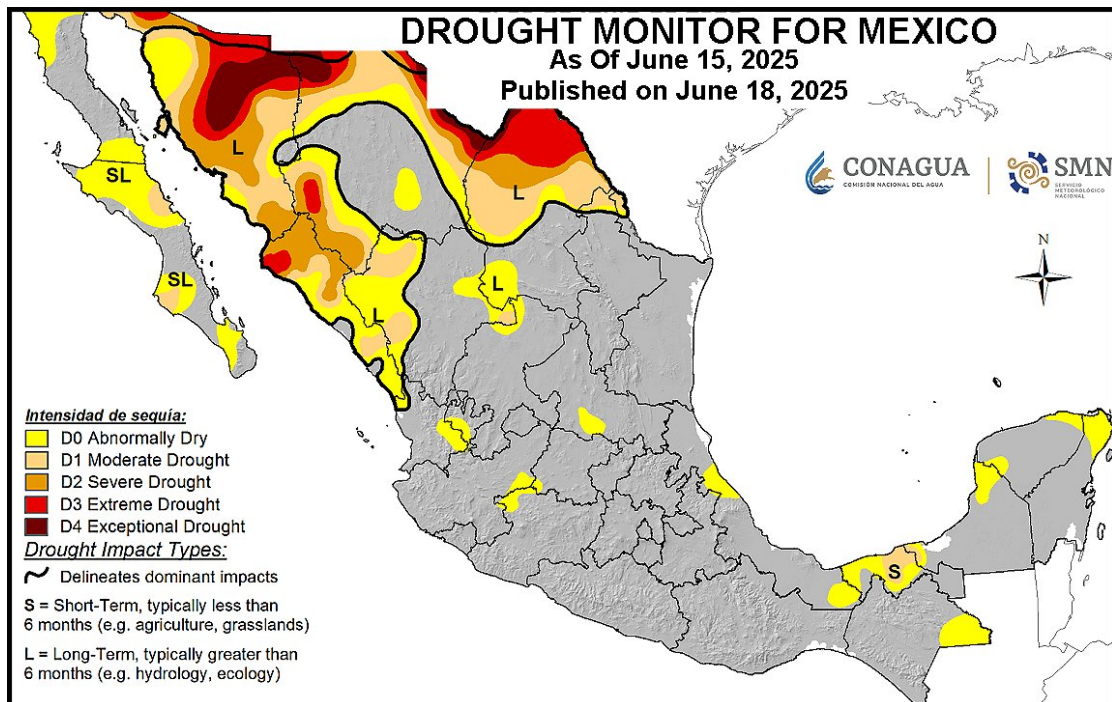 DROUGHT MONITOR FOR MEXICO
As Of June 15, 2025
Published on June 18, 2025
CONAGUA
COMISIÓN NACIONAL DEL AGUA
SMN
SERVICIO
METEOROLÓGICO
NACIONAL
N
L
L
SL
SL
L
L
S
Intensidad de sequía:
D0 Abnormally Dry
D1 Moderate Drought
D2 Severe Drought
D3 Extreme Drought
D4 Exceptional Drought
Drought Impact Types:
Delineates dominant impacts
S = Short-Term, typically less than
6 months (e.g. agriculture, grasslands)
L = Long-Term, typically greater than
6 months (e.g. hydrology, ecology)